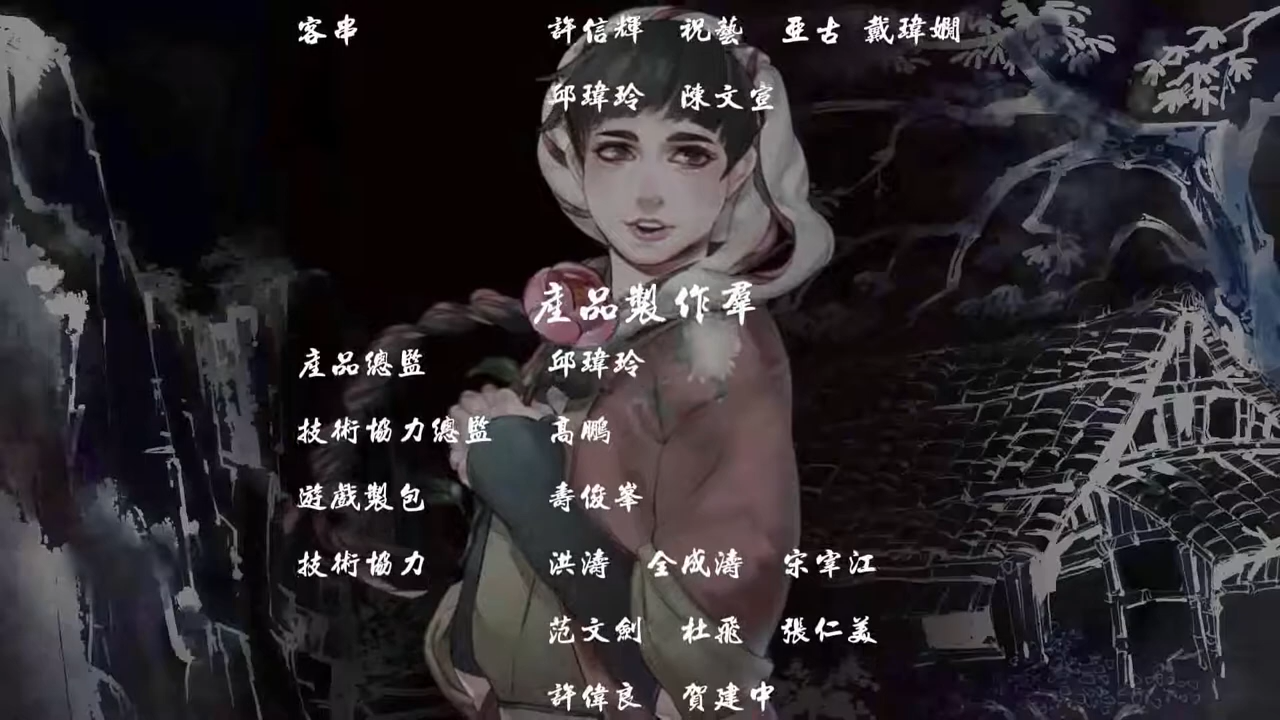 客串 許信輝 祝藝 亞古 戴瑋嫺
邱瑋玲 陳文宣
產品製作羣
產品總監 邱瑋玲
技術協力總監 高鵬
遊戲製包 壽俊峯
技術協力 洪濤 全成濤 宋宰江
范文劍 杜飛 張仁美
許偉良 賀建中